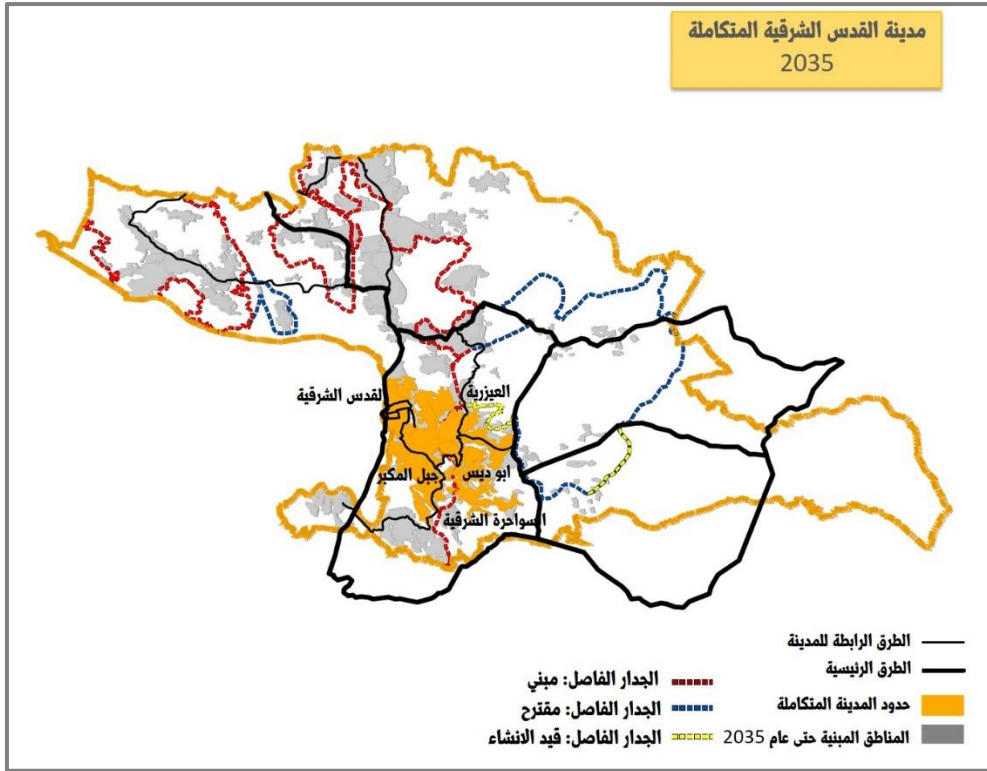 مدينة القدس الشرقية المتكاملة
2035
العيزرية
لقدس الشرقية
ابو ديس
جبل المكبر
السواحرة الشرقية
الطرق الرابطة للمدينة
الطرق الرئيسية
حدود المدينة المتكاملة
المناطق المبنية حتى عام 2035
الجدار الفاصل: مبني
الجدار الفاصل: مقترح
الجدار الفاصل: قيد الانشاء